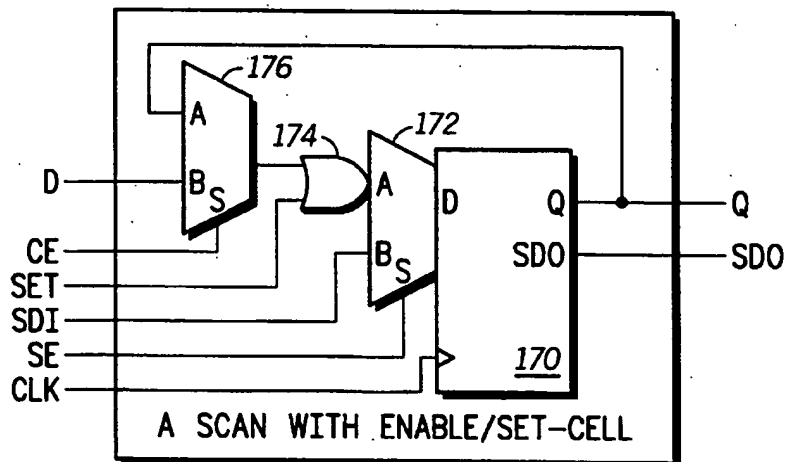 176
A
174
172
D
B
S
A
D
Q
Q
CE
B
S
SDO
SDO
SET
SDI
SE
170
CLK
A SCAN WITH ENABLE/SET-CELL